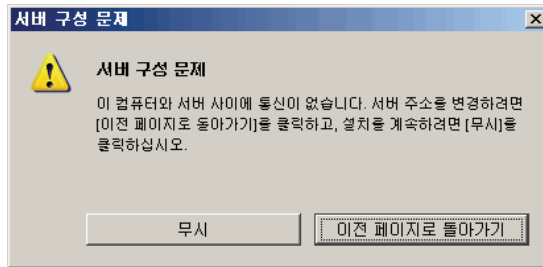 서버 구성 문제
서버 구성 문제
이 컴퓨터와 서버 사이에 통신이 없습니다. 서버 주소를 변경하려면
[이전 페이지로 돌아가기]를 클릭하고, 설치를 계속하려면 [무시]를
클릭하십시오.
무시
이전 페이지로 돌아가기